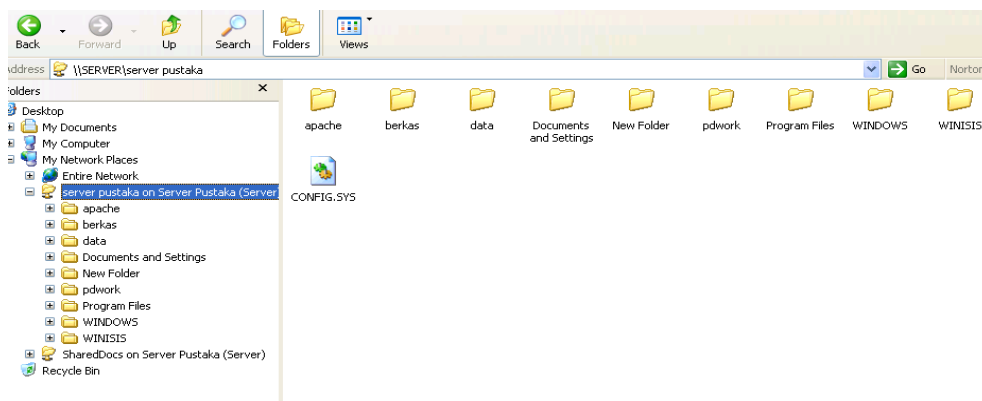 Back Forward Up Search Folders Views
Address \\SERVER\server pustaka Go Norton
Folders
Desktop
My Documents
My Computer
My Network Places
Entire Network
server pustaka on Server Pustaka (Server
apache
berkas
data
Documents and Settings
New Folder
pdwork
Program Files
WINDOWS
WINISIS
SharedDocs on Server Pustaka (Server)
Recycle Bin
apache berkas data Documents and Settings New Folder pdwork Program Files WINDOWS WINISIS
CONFIG.SYS